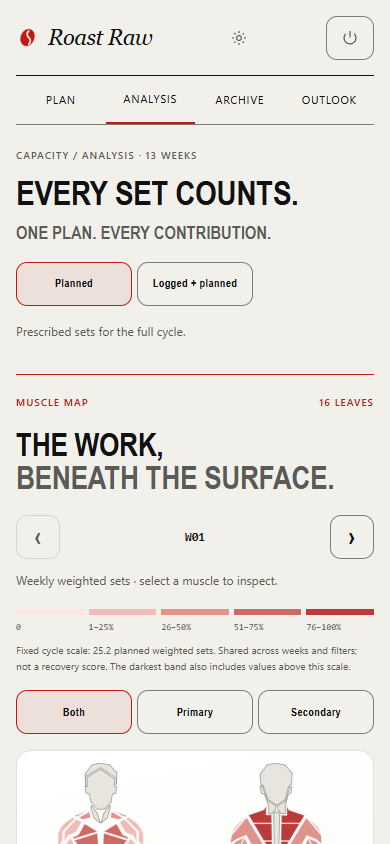 Roast Raw
PLAN
ANALYSIS
ARCHIVE
OUTLOOK
CAPACITY / ANALYSIS · 13 WEEKS
EVERY SET COUNTS.
ONE PLAN. EVERY CONTRIBUTION.
Planned
Logged + planned
Prescribed sets for the full cycle.
MUSCLE MAP
16 LEAVES
THE WORK,
BENEATH THE SURFACE.
‹
W01
›
Weekly weighted sets · select a muscle to inspect.
0
1–25%
26–50%
51–75%
76–100%
Fixed cycle scale: 25.2 planned weighted sets. Shared across weeks and filters;
not a recovery score. The darkest band also includes values above this scale.
Both
Primary
Secondary